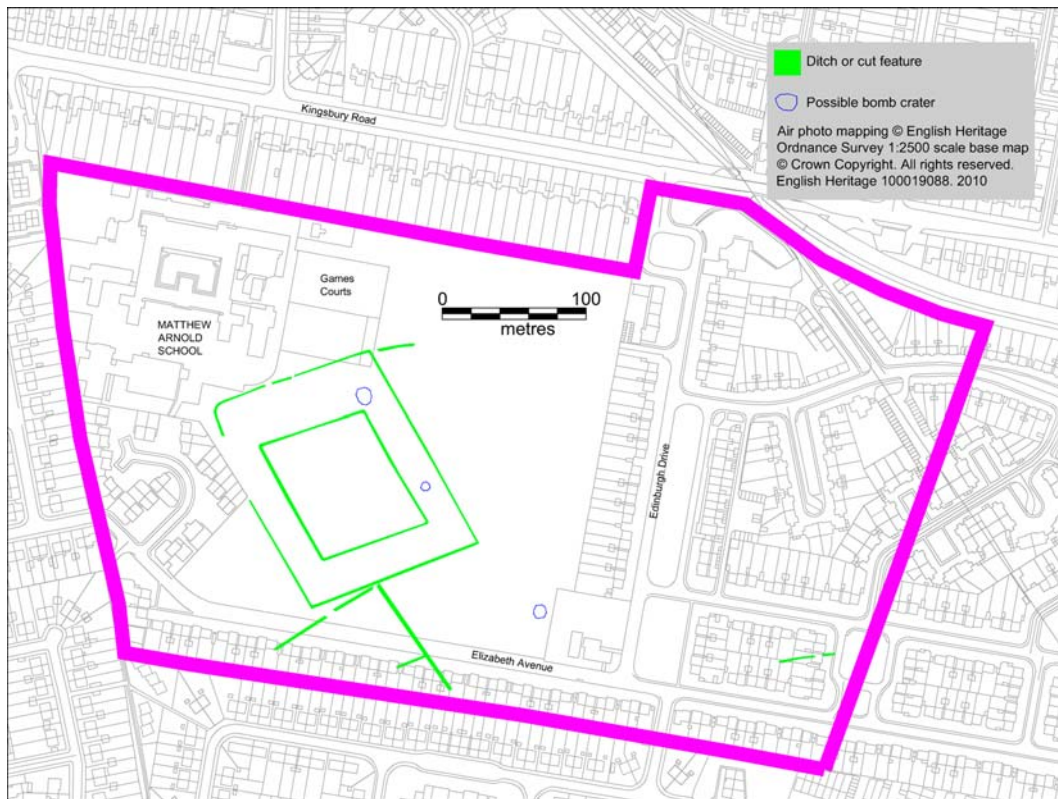 Ditch or cut feature
Possible bomb crater
Air photo mapping © English Heritage
Ordnance Survey 1:2500 scale base map
© Crown Copyright. All rights reserved.
English Heritage 100019088. 2010
Kingsbury Road
Games
Courts
0 100
metres
MATTHEW
ARNOLD
SCHOOL
Edinburgh Drive
Elizabeth Avenue